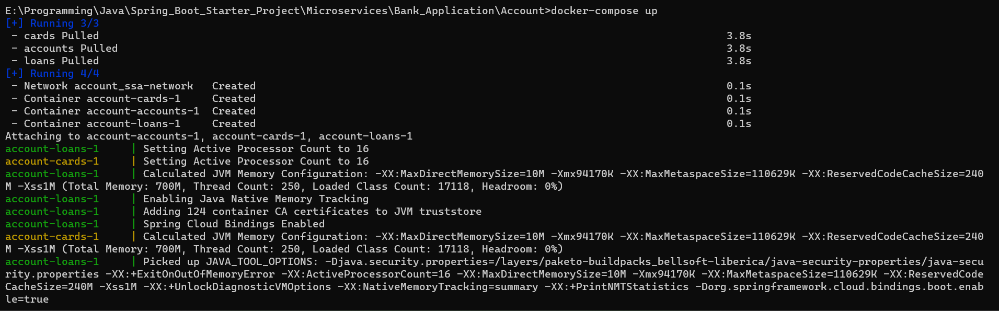 E:\Programming\Java\Spring_Boot_Starter_Project\Microservices\Bank_Application\Account>docker-compose up
[+] Running 3/3
 - cards Pulled 3.8s
 - accounts Pulled 3.8s
 - loans Pulled 3.8s
[+] Running 4/4
 - Network account_ssa-network   Created 0.1s
 - Container account-cards-1     Created 0.1s
 - Container account-accounts-1  Created 0.1s
 - Container account-loans-1     Created 0.1s
Attaching to account-accounts-1, account-cards-1, account-loans-1
account-loans-1     | Setting Active Processor Count to 16
account-cards-1     | Setting Active Processor Count to 16
account-loans-1     | Calculated JVM Memory Configuration: -XX:MaxDirectMemorySize=10M -Xmx94170K -XX:MaxMetaspaceSize=110629K -XX:ReservedCodeCacheSize=240
M -Xss1M (Total Memory: 700M, Thread Count: 250, Loaded Class Count: 17118, Headroom: 0%)
account-loans-1     | Enabling Java Native Memory Tracking
account-loans-1     | Adding 124 container CA certificates to JVM truststore
account-loans-1     | Spring Cloud Bindings Enabled
account-cards-1     | Calculated JVM Memory Configuration: -XX:MaxDirectMemorySize=10M -Xmx94170K -XX:MaxMetaspaceSize=110629K -XX:ReservedCodeCacheSize=240
M -Xss1M (Total Memory: 700M, Thread Count: 250, Loaded Class Count: 17118, Headroom: 0%)
account-loans-1     | Picked up JAVA_TOOL_OPTIONS: -Djava.security.properties=/layers/paketo-buildpacks_bellsoft-liberica/java-security-properties/java-secu
rity.properties -XX:+ExitOnOutOfMemoryError -XX:ActiveProcessorCount=16 -XX:MaxDirectMemorySize=10M -Xmx94170K -XX:MaxMetaspaceSize=110629K -XX:ReservedCode
CacheSize=240M -Xss1M -XX:+UnlockDiagnosticVMOptions -XX:NativeMemoryTracking=summary -XX:+PrintNMTStatistics -Dorg.springframework.cloud.bindings.boot.enab
le=true